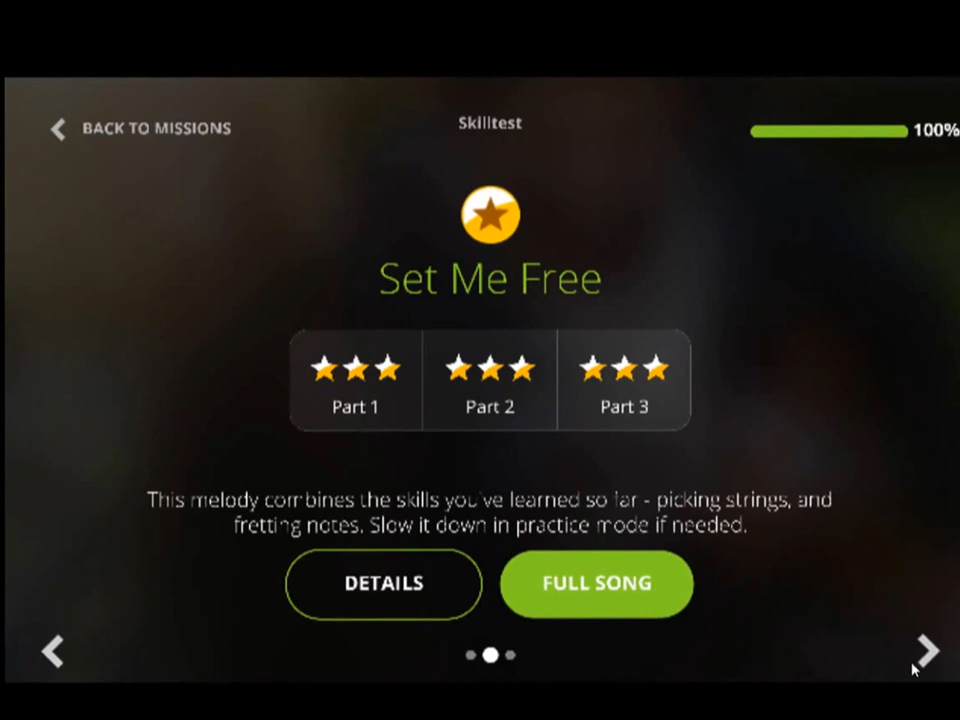 BACK TO MISSIONS
Skilltest
100%
Set Me Free
Part 1
Part 2
Part 3
This melody combines the skills you've learned so far - picking strings, and
fretting notes. Slow it down in practice mode if needed.
DETAILS
FULL SONG